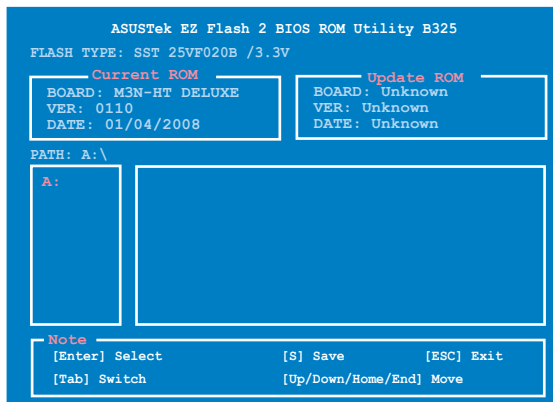 ASUSTek EZ Flash 2 BIOS ROM Utility B325
FLASH TYPE: SST 25VF020B /3.3V
Current ROM
BOARD: M3N-HT DELUXE
VER: 0110
DATE: 01/04/2008
Update ROM
BOARD: Unknown
VER: Unknown
DATE: Unknown
PATH: A:\
A:
Note
[Enter] Select [S] Save [ESC] Exit
[Tab] Switch [Up/Down/Home/End] Move